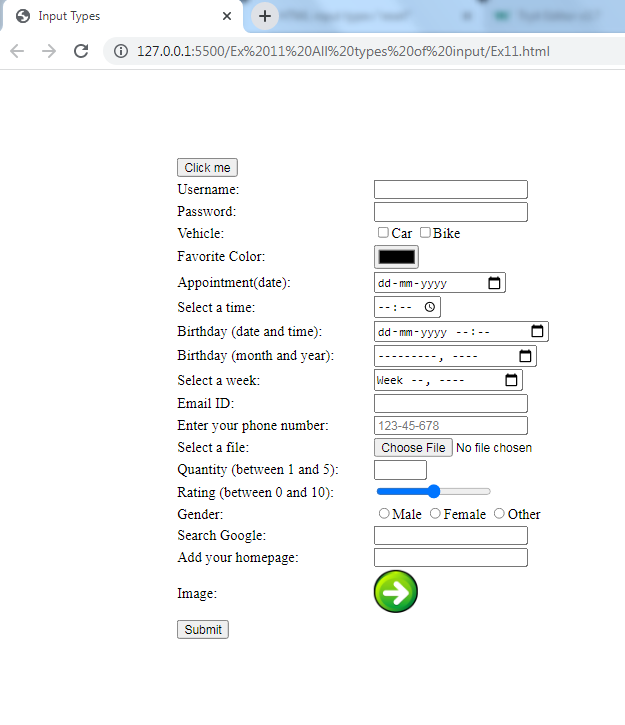 Input Types
127.0.0.1:5500/Ex%2011%20All%20types%20of%20input/Ex11.html
Click me
Username:
Password:
Vehicle: Car Bike
Favorite Color:
Appointment(date): dd-mm-yyyy
Select a time: --:--
Birthday (date and time): dd-mm-yyyy --:--
Birthday (month and year): ---------, ----
Select a week: Week --, ----
Email ID:
Enter your phone number: 123-45-678
Select a file: Choose File No file chosen
Quantity (between 1 and 5):
Rating (between 0 and 10):
Gender: Male Female Other
Search Google:
Add your homepage:
Image:
Submit